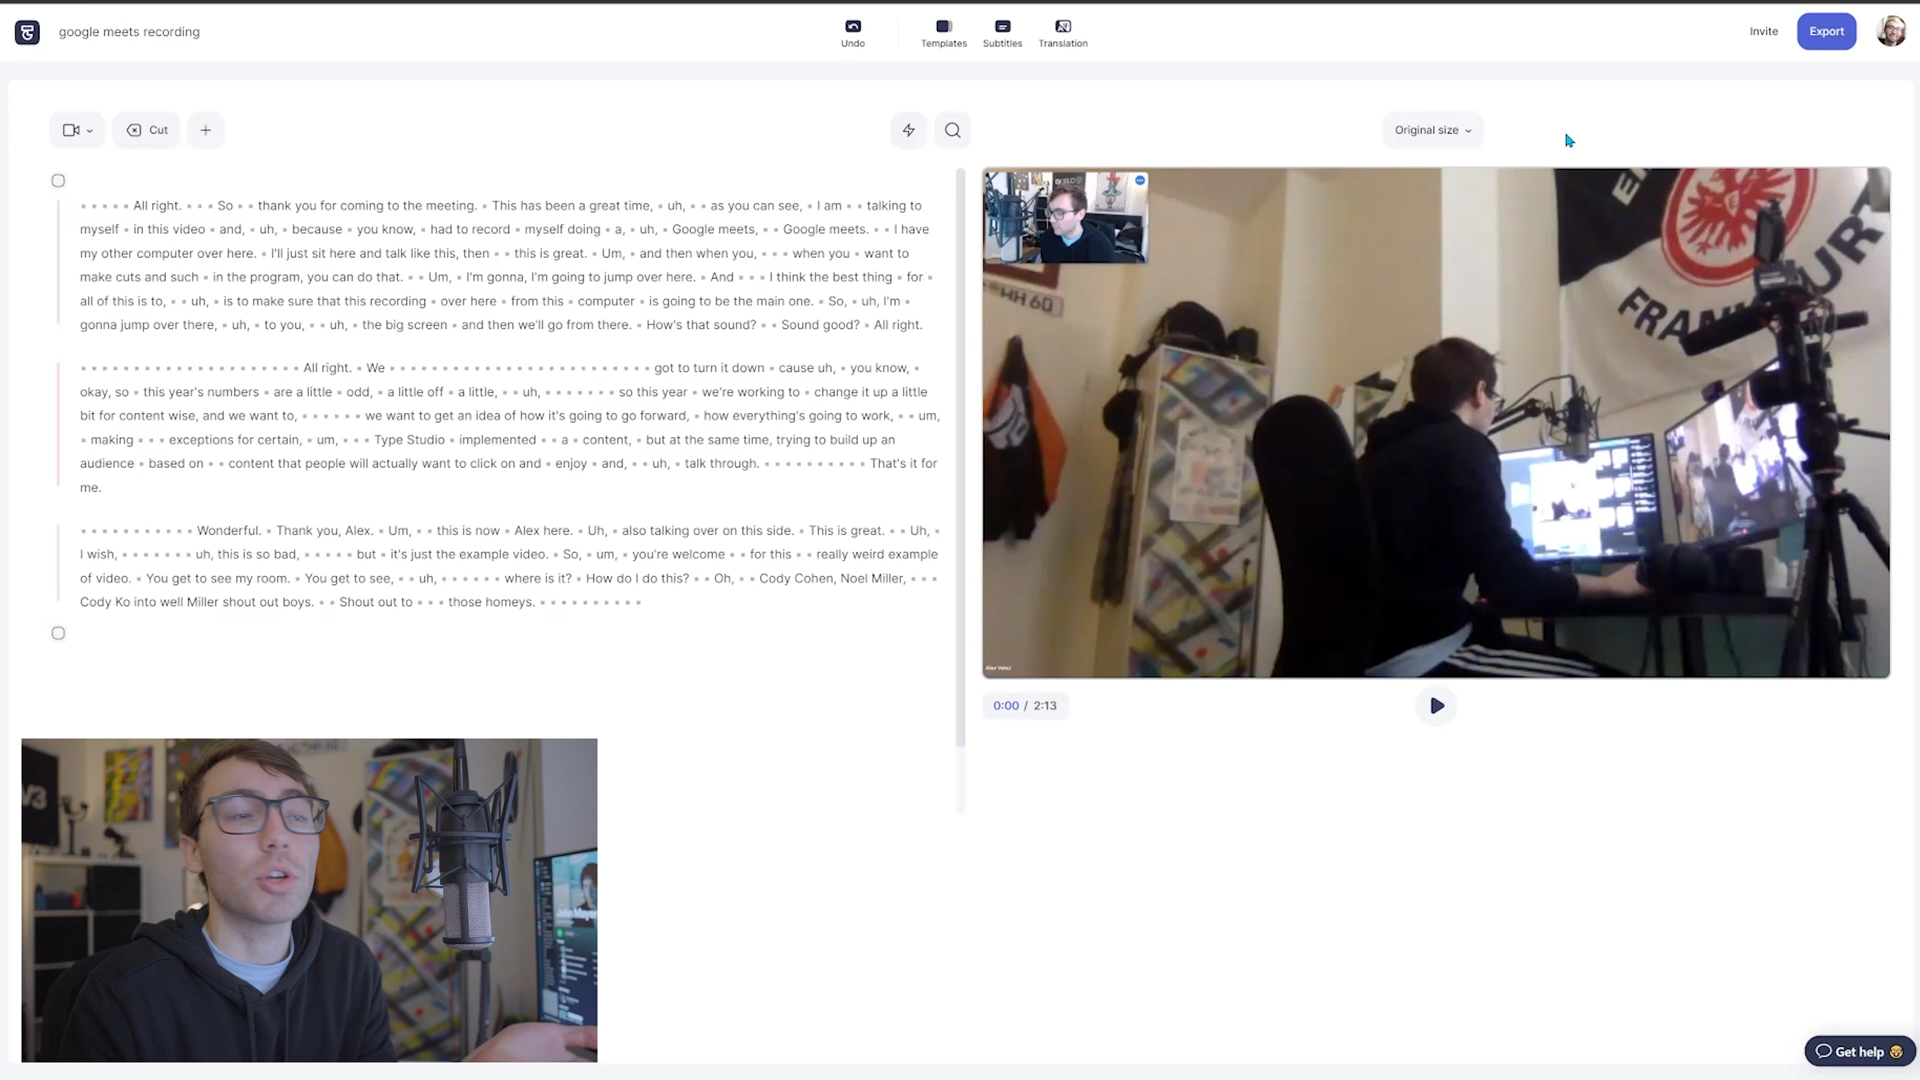 google meets recording
Undo
Templates
Subtitles
Translation
Invite
Export
Cut
Original size
All right. So thank you for coming to the meeting. This has been a great time, uh, as you can see, I am talking to
myself in this video and, uh, because you know, had to record myself doing a, uh, Google meets, Google meets. I have
my other computer over here. I'll just sit here and talk like this, then this is great. Um, and then when you, when you want to
make cuts and such in the program, you can do that. Um, I'm gonna, I'm going to jump over here. And I think the best thing for
all of this is to, uh, is to make sure that this recording over here from this computer is going to be the main one. So, uh, I'm
gonna jump over there, uh, to you, uh, the big screen and then we'll go from there. How's that sound? Sound good? All right.
All right. We got to turn it down cause uh, you know,
okay, so this year's numbers are a little odd, a little off a little, uh, so this year we're working to change it up a little
bit for content wise, and we want to, we want to get an idea of how it's going to go forward, how everything's going to work, um,
making exceptions for certain, um, Type Studio implemented a content, but at the same time, trying to build up an
audience based on content that people will actually want to click on and enjoy and, uh, talk through. That's it for
me.
Wonderful. Thank you, Alex. Um, this is now Alex here. Uh, also talking over on this side. This is great. Uh,
I wish, uh, this is so bad, but it's just the example video. So, um, you're welcome for this really weird example
of video. You get to see my room. You get to see, uh, where is it? How do I do this? Oh, Cody Cohen, Noel Miller,
Cody Ko into well Miller shout out boys. Shout out to those homeys.
HH 60
FRANKFURT
Alex Velez
0:00 / 2:13
V3
John Mayer
Get help